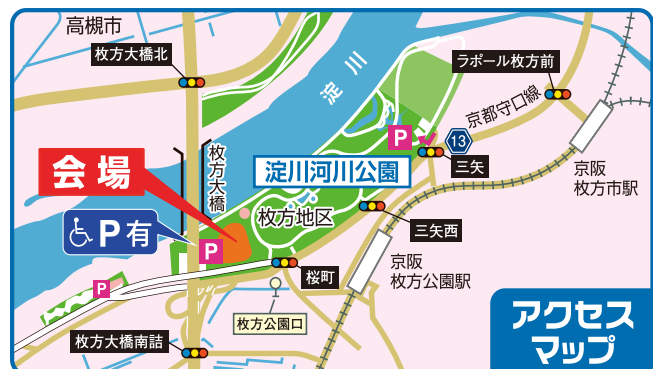 高槻市
枚方大橋北
淀川
ラポール枚方前
京都守口線
P
13
三矢
枚方大橋
会場
淀川河川公園
京阪
枚方市駅
枚方地区
P有
P
三矢西
京阪
枚方公園駅
桜町
P
枚方公園口
枚方大橋南詰
アクセス
マップ